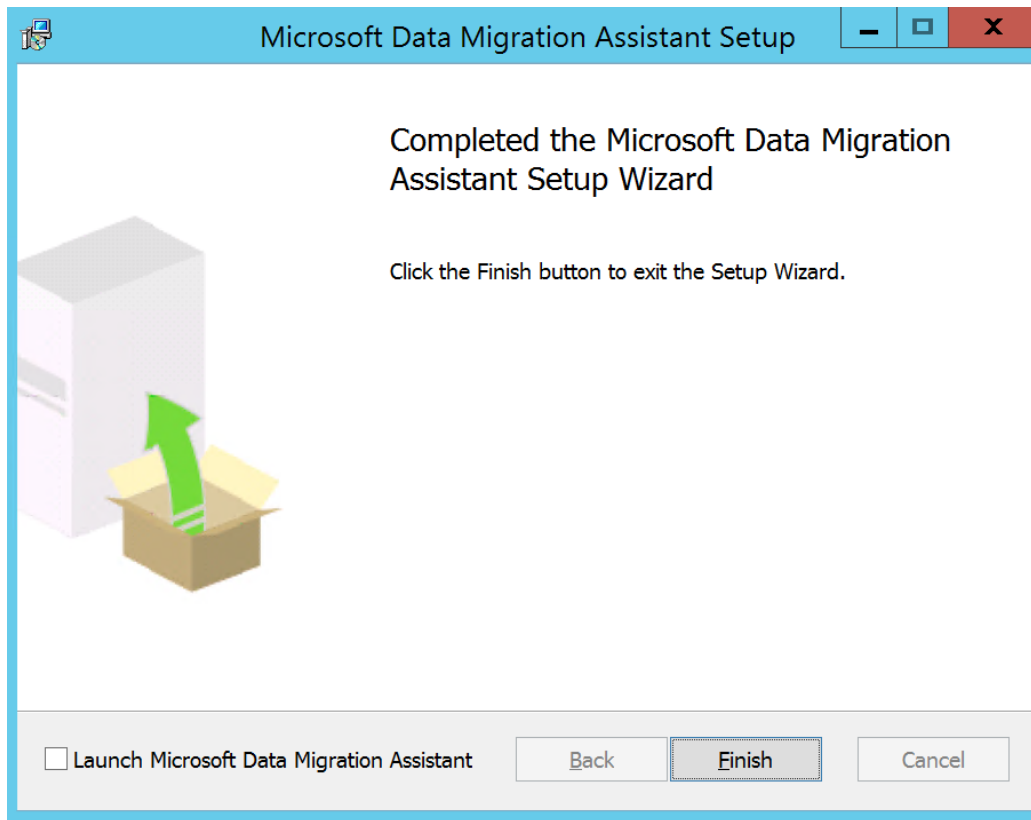 Microsoft Data Migration Assistant Setup
Completed the Microsoft Data Migration
Assistant Setup Wizard
Click the Finish button to exit the Setup Wizard.
Launch Microsoft Data Migration Assistant
Back
Finish
Cancel